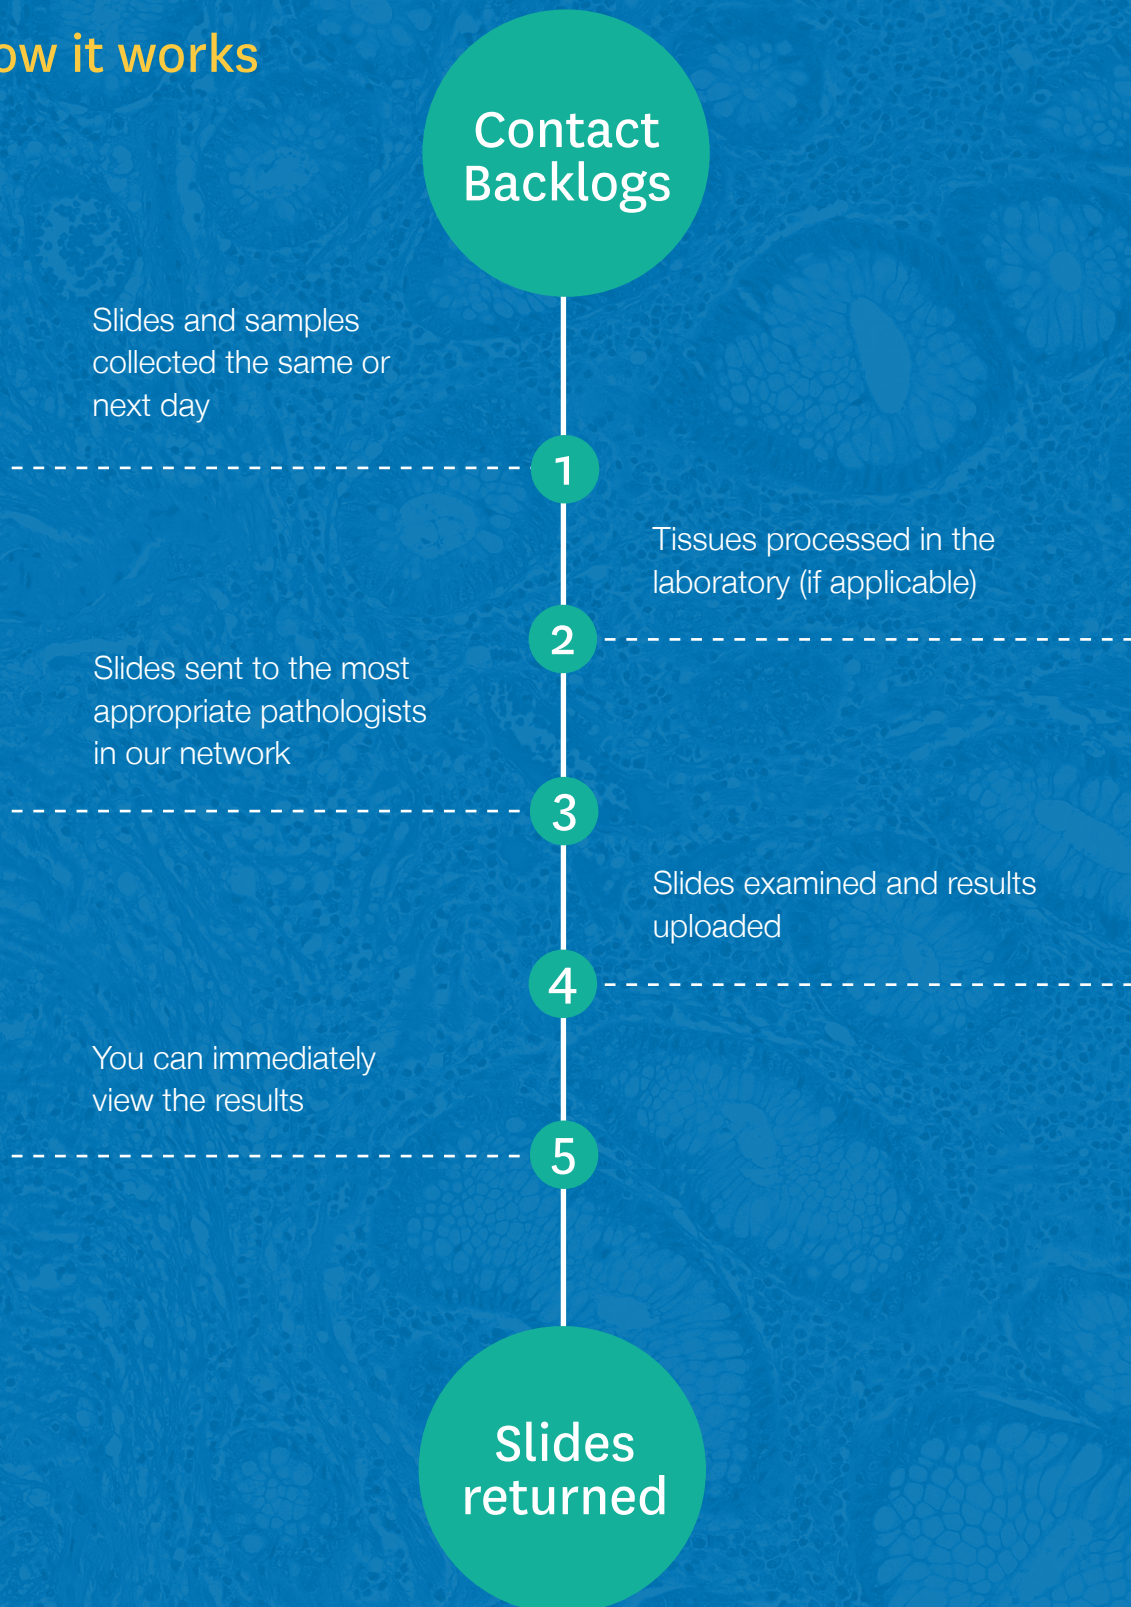 ow it works
Contact
Backlogs
Slides and samples
collected the same or
next day
1
Tissues processed in the
laboratory (if applicable)
2
Slides sent to the most
appropriate pathologists
in our network
3
Slides examined and results
uploaded
4
You can immediately
view the results
5
Slides
returned